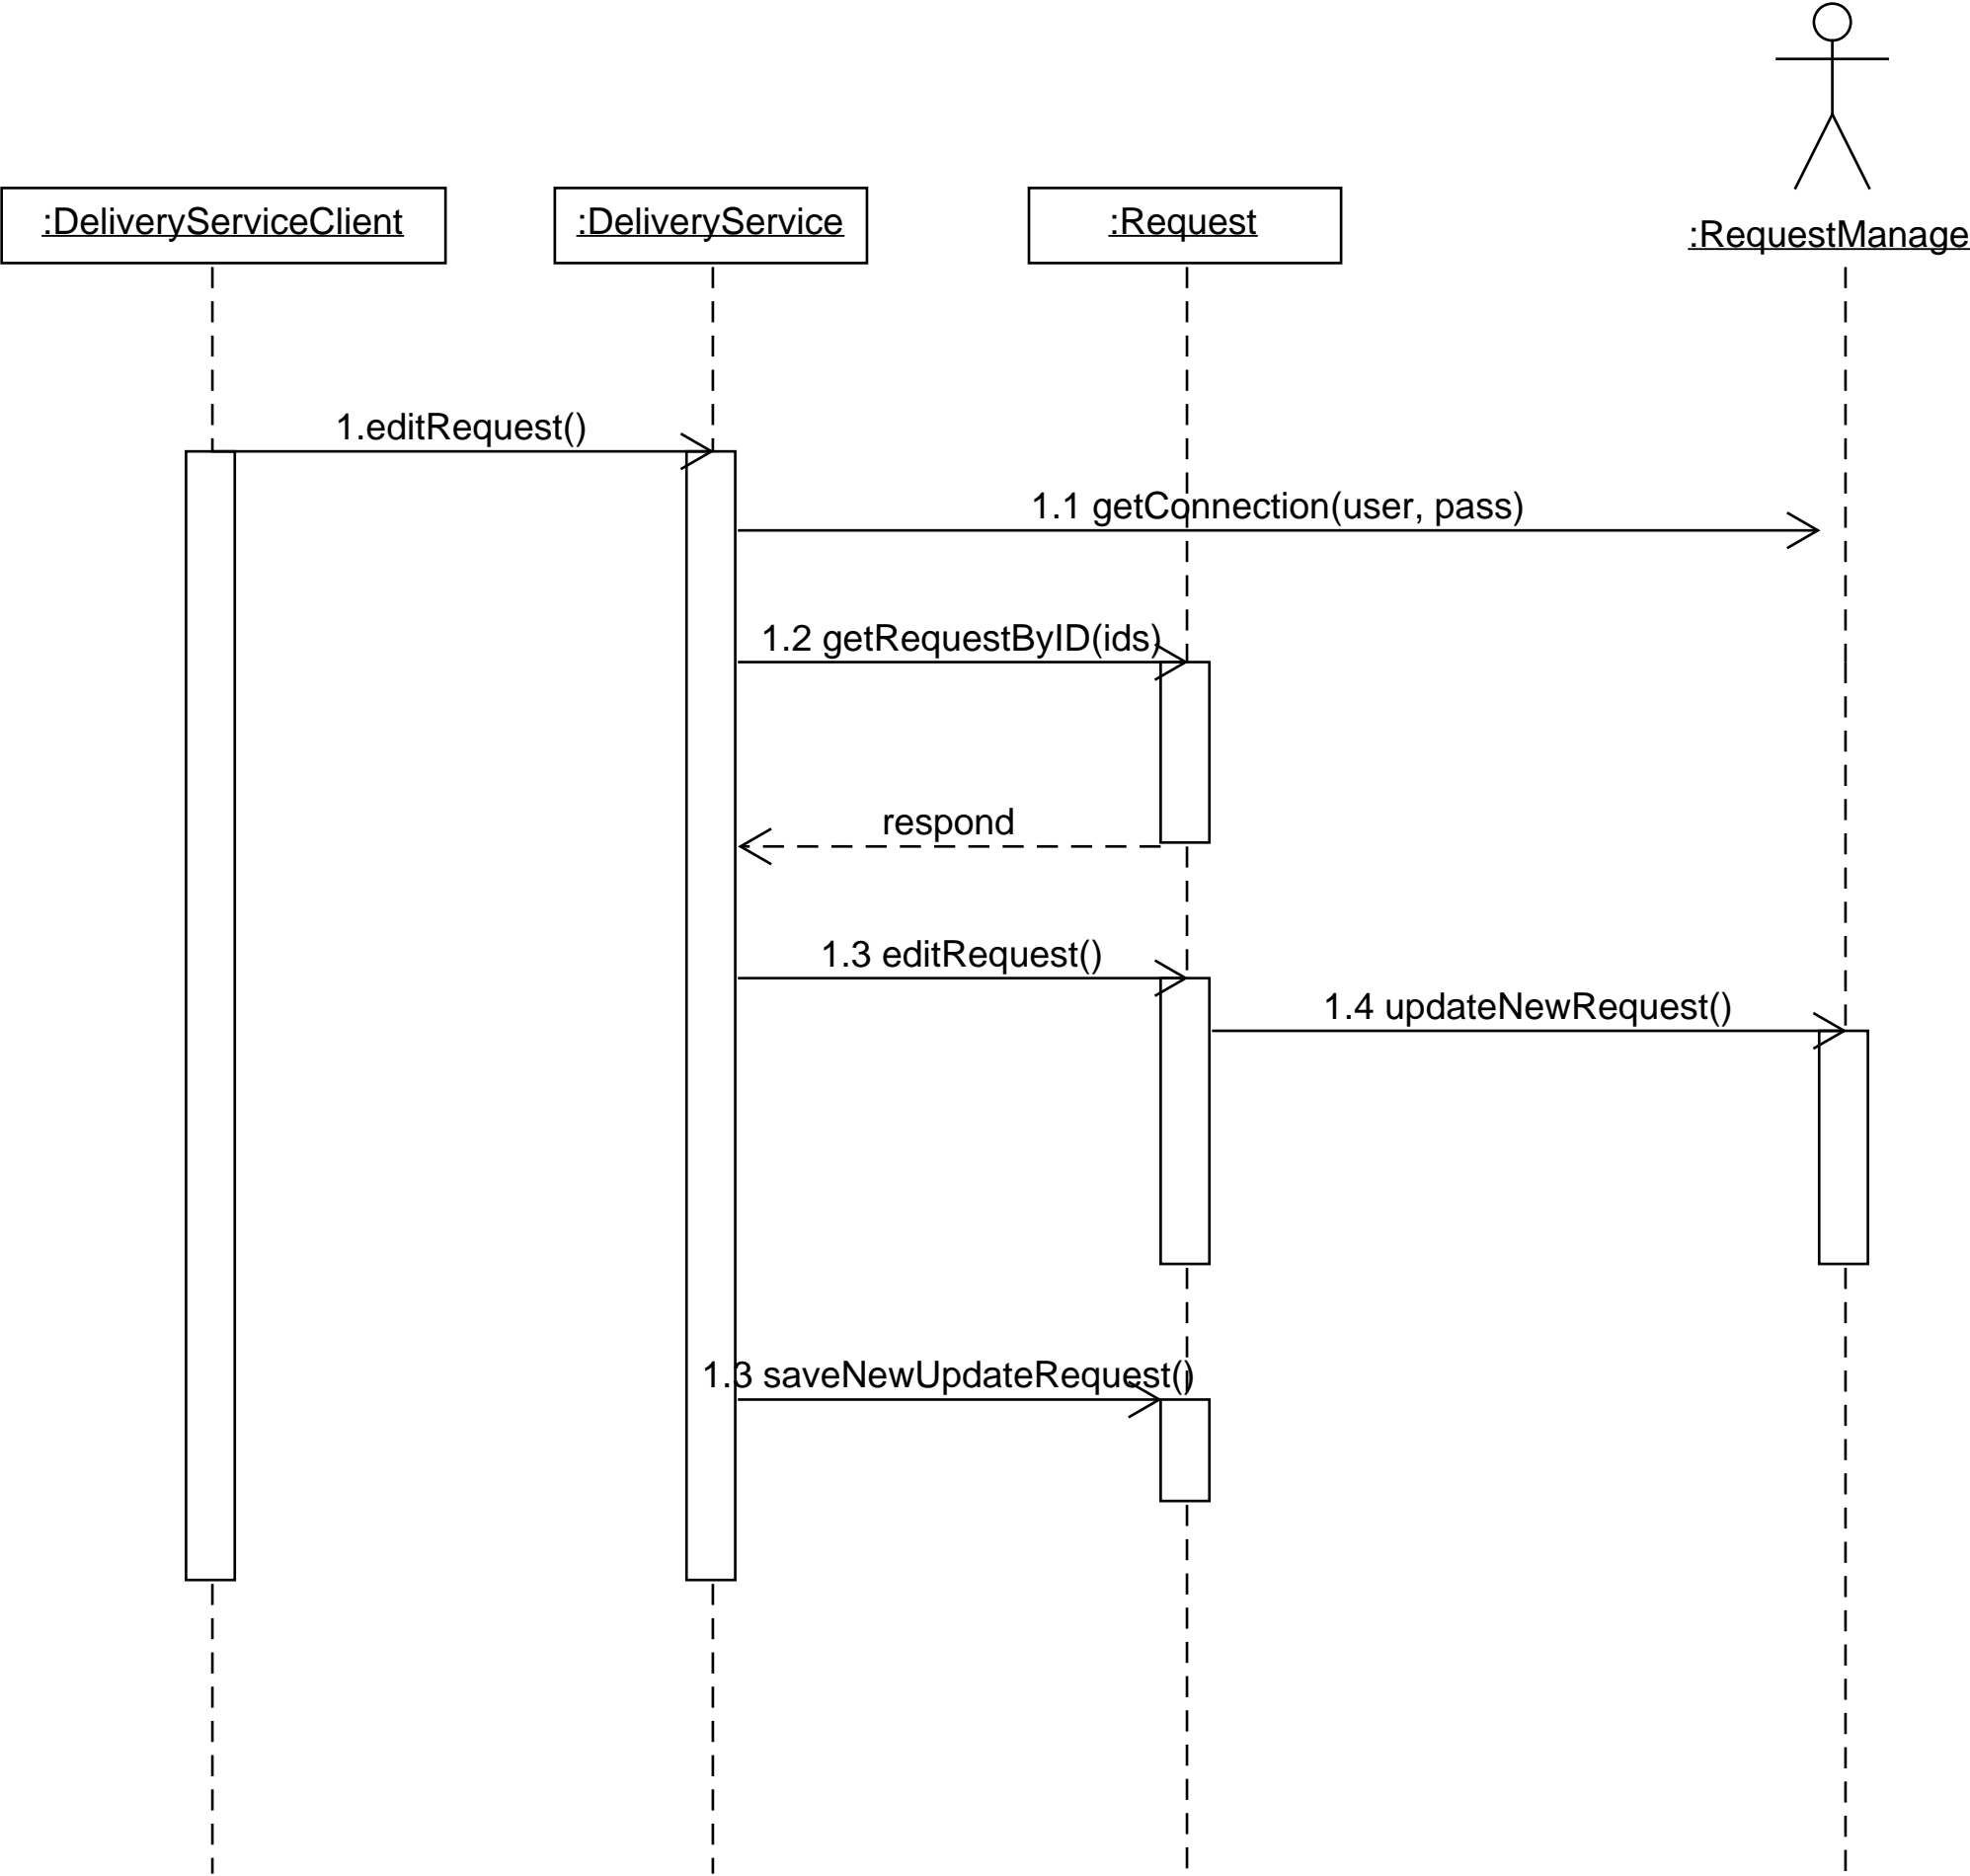 :DeliveryServiceClient
:DeliveryService
:Request
:RequestManage
1.editRequest()
1.1 getConnection(user, pass)
1.2 getRequestByID(ids)
respond
1.3 editRequest()
1.4 updateNewRequest()
1.3 saveNewUpdateRequest()